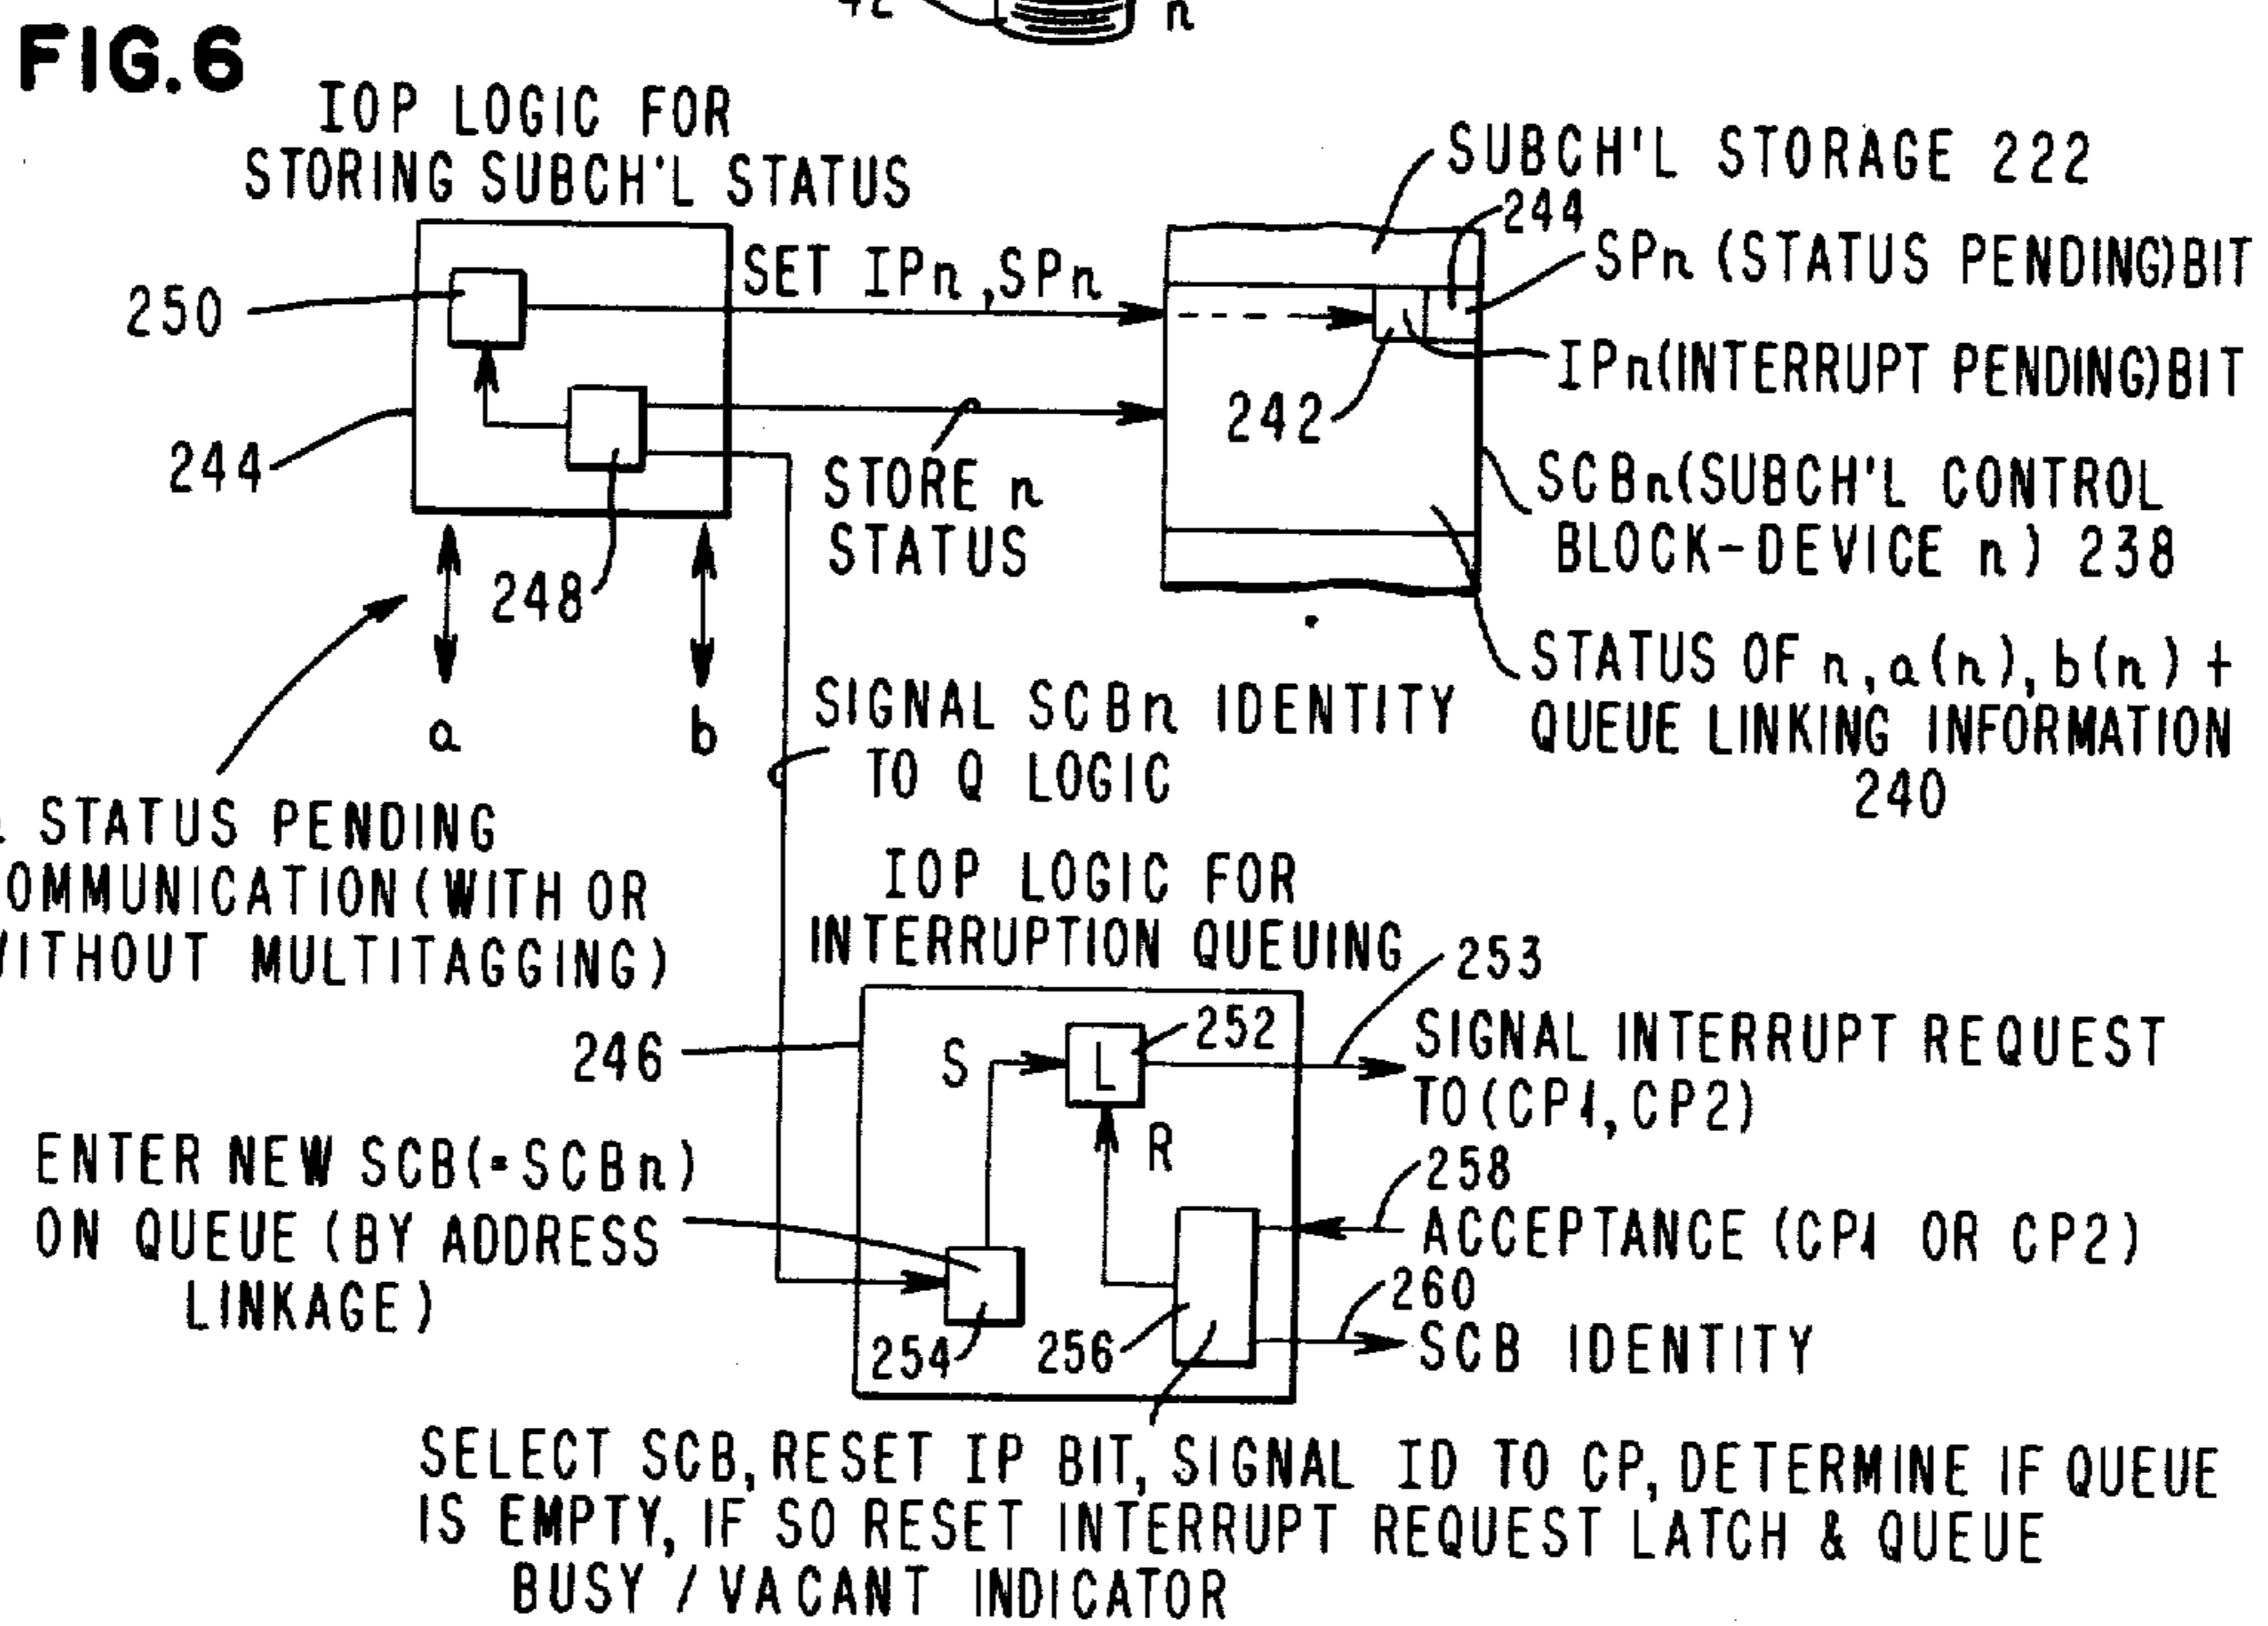 n
FIG.6
IOP LOGIC FOR
STORING SUBCH'L STATUS
250
244
248
a
b
SET IPn,SPn
STORE n
STATUS
SUBCH'L STORAGE 222
244
SPn (STATUS PENDING)BIT
IPn(INTERRUPT PENDING)BIT
242
SCBn(SUBCH'L CONTROL
BLOCK-DEVICE n) 238
STATUS OF n,a(n),b(n) +
QUEUE LINKING INFORMATION
240
SIGNAL SCBn IDENTITY
TO Q LOGIC
STATUS PENDING
OMMUNICATION(WITH OR
ITHOUT MULTITAGGING)
IOP LOGIC FOR
INTERRUPTION QUEUING
246
253
252
S
L
R
SIGNAL INTERRUPT REQUEST
TO(CP1,CP2)
ENTER NEW SCB(=SCBn)
ON QUEUE (BY ADDRESS
LINKAGE)
258
ACCEPTANCE (CP1 OR CP2)
260
SCB IDENTITY
254
256
SELECT SCB,RESET IP BIT, SIGNAL ID TO CP,DETERMINE IF QUEUE
IS EMPTY, IF SO RESET INTERRUPT REQUEST LATCH & QUEUE
BUSY / VACANT INDICATOR